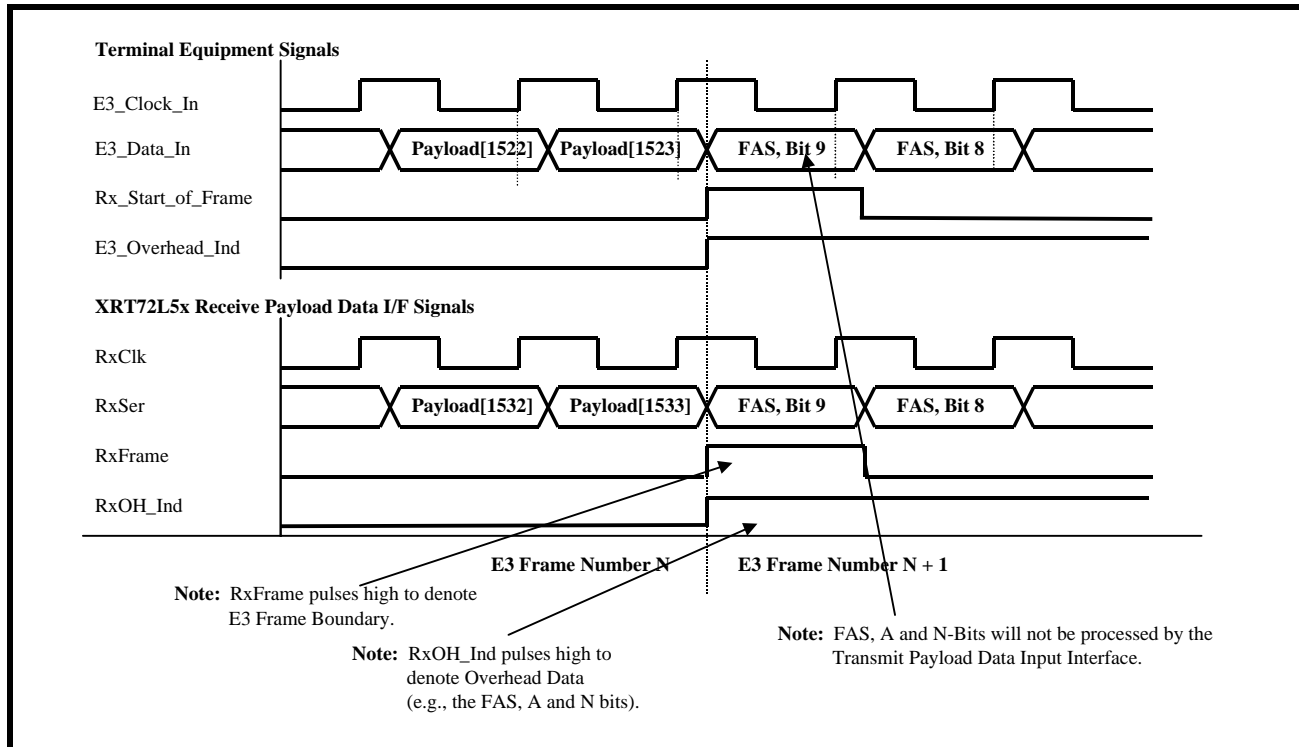 Terminal Equipment Signals
E3_Clock_In
E3_Data_In
Payload[1522]
Payload[1523]
FAS, Bit 9
FAS, Bit 8
Rx_Start_of_Frame
E3_Overhead_Ind
XRT72L5x Receive Payload Data I/F Signals
RxClk
RxSer
Payload[1532]
Payload[1533]
FAS, Bit 9
FAS, Bit 8
RxFrame
RxOH_Ind
E3 Frame Number N
E3 Frame Number N + 1
Note: RxFrame pulses high to denote
E3 Frame Boundary.
Note: RxOH_Ind pulses high to
denote Overhead Data
(e.g., the FAS, A and N bits).
Note: FAS, A and N-Bits will not be processed by the
Transmit Payload Data Input Interface.